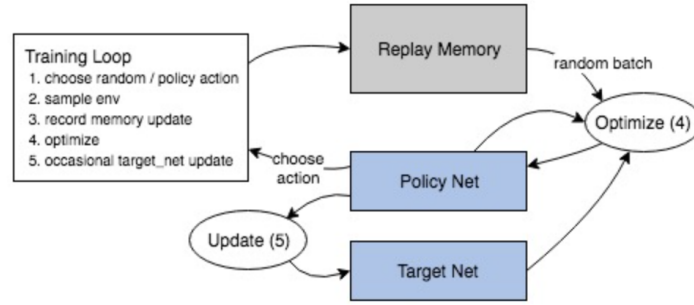 Training Loop
1. choose random / policy action
2. sample env
3. record memory update
4. optimize
5. occasional target_net update
Replay Memory
random batch
Optimize (4)
choose
action
Policy Net
Update (5)
Target Net